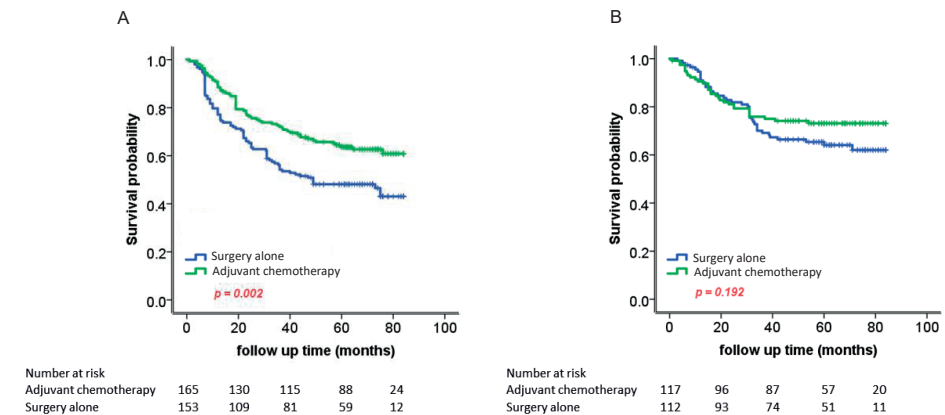 A
Survival probability
1.0
0.8
0.6
0.4
0.2
0.0
Surgery alone
Adjuvant chemotherapy
p = 0.002
0 20 40 60 80 100
follow up time (months)
Number at risk
Adjuvant chemotherapy 165 130 115 88 24
Surgery alone 153 109 81 59 12
B
Survival probability
1.0
0.8
0.6
0.4
0.2
0.0
Surgery alone
Adjuvant chemotherapy
p = 0.192
0 20 40 60 80 100
follow up time (months)
Number at risk
Adjuvant chemotherapy 117 96 87 57 20
Surgery alone 112 93 74 51 11